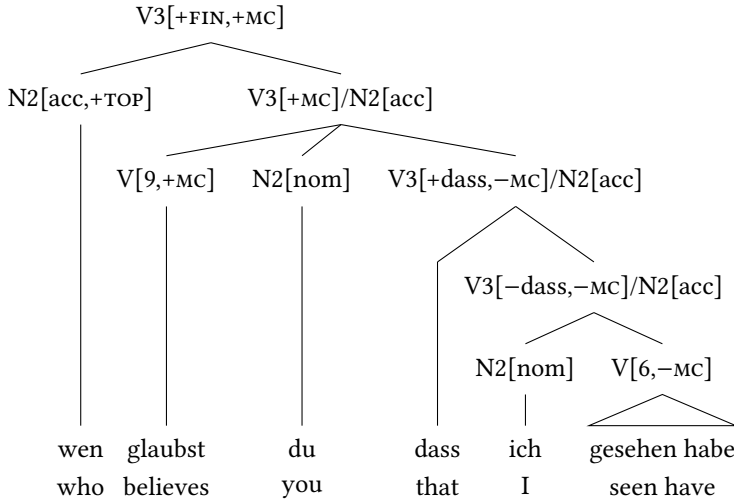 V3[+FIN,+MC]
N2[acc,+TOP] V3[+MC]/N2[acc]
V[9,+MC] N2[nom] V3[+dass,−MC]/N2[acc]
V3[−dass,−MC]/N2[acc]
N2[nom] V[6,−MC]
wen glaubst du dass ich gesehen habe
who believes you that I seen have